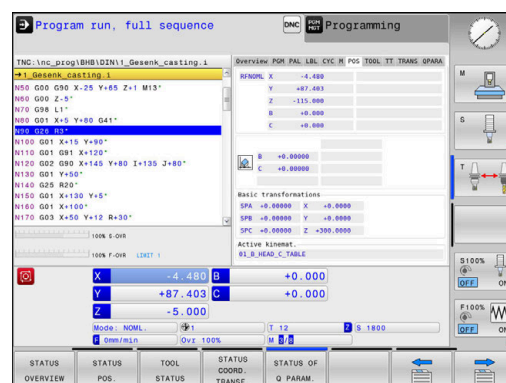 Program run, full sequence
DNC
PGM MGT
Programming
TNC:\nc_prog\BHB\DIN\1_Gesenk_casting.i
→1_Gesenk_casting.i
N50 G00 G90 X-25 Y+65 Z+1 M13*
N60 G00 Z-5*
N70 G98 L1*
N80 G01 X+5 Y+80 G41*
N90 G26 R3*
N100 G01 X+15 Y+90*
N110 G01 G91 X+120*
N120 G02 G90 X+145 Y+80 I+135 J+80*
N130 G01 Y+50*
N140 G25 R20*
N150 G01 X+130 Y+5*
N160 G01 X+100*
N170 G03 X+50 Y+12 R+30*
100% S-OVR
100% F-OVR LIMIT 1
Overview PGM PAL LBL CYC M POS TOOL TT TRANS QPARA
RFNOML X -4.480
Y +87.403
Z -115.000
B +0.000
C +0.000
B +0.00000
C +0.00000
Basic transformations
SPA +0.00000 X +0.0000
SPB +0.00000 Y +0.0000
SPC +0.00000 Z +300.0000
Active kinemat.
01_B_HEAD_C_TABLE
X -4.480 B +0.000
Y +87.403 C +0.000
Z -5.000
Mode: NOML. 1 T 12 Z S 1800
F 0mm/min Ovr 100% M 3/8
M
S
T
S100%
OFF ON
F100%
OFF ON
STATUS OVERVIEW
STATUS POS.
TOOL STATUS
STATUS COORD. TRANSF.
STATUS OF Q PARAM.